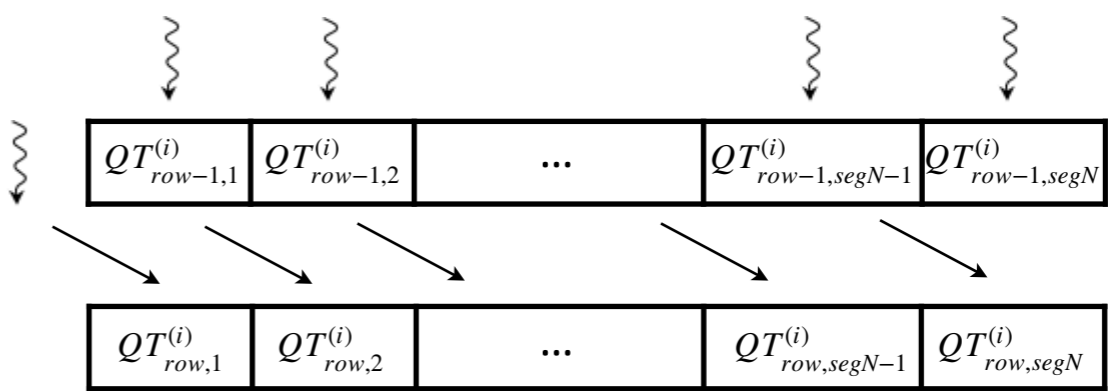 QT^{(i)}_{row-1,1} QT^{(i)}_{row-1,2} ... QT^{(i)}_{row-1,segN-1} QT^{(i)}_{row-1,segN}
QT^{(i)}_{row,1} QT^{(i)}_{row,2} ... QT^{(i)}_{row,segN-1} QT^{(i)}_{row,segN}